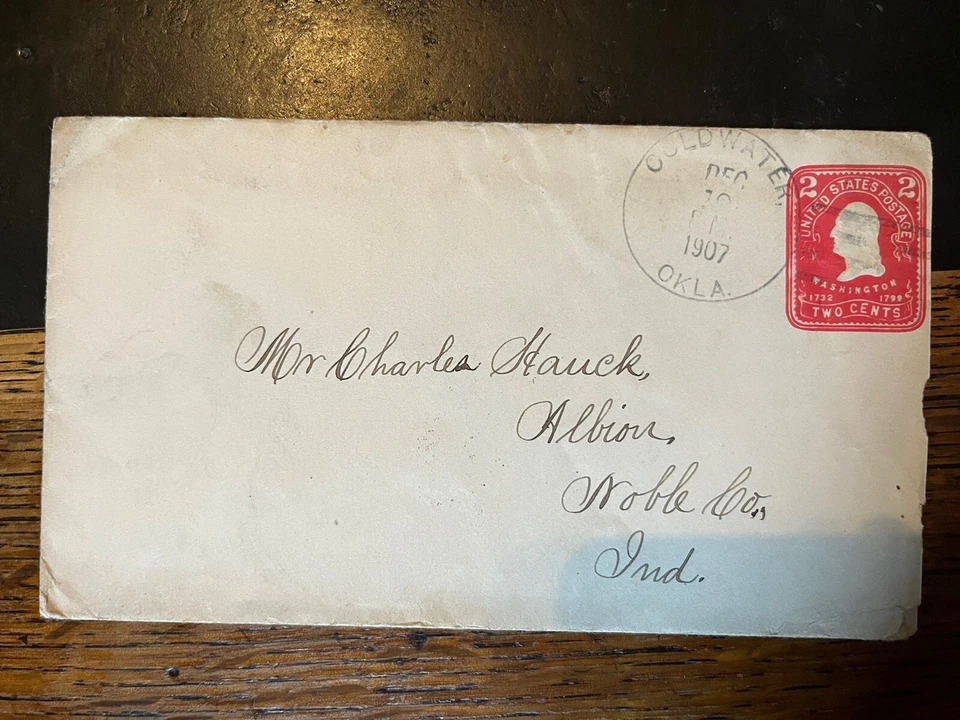 COLDWATER,
DEC
1907
OKLA.
2 2
UNITED STATES POSTAGE
WASHINGTON
1732 1799
TWO CENTS
Mr Charles Hauck,
Albion,
Noble Co.,
Ind.